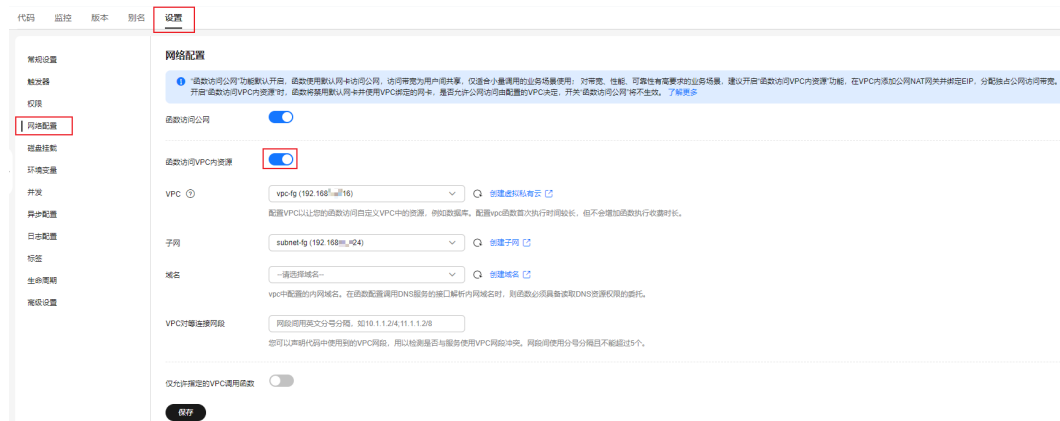 代码 监控 版本 别名 设置
常规设置
触发器
权限
网络配置
磁盘挂载
环境变量
并发
异步配置
日志配置
标签
生命周期
高级设置
网络配置
“函数访问公网”功能默认开启，函数使用默认网卡访问公网，访问带宽为用户间共享，仅适合小量调用的业务场景使用； 对带宽、性能、可靠性有高要求的业务场景，建议开启“函数访问VPC内资源”功能，在VPC内添加公网NAT网关并绑定EIP，分配独占公网访问带宽。
开启“函数访问VPC内资源”时，函数将禁用默认网卡并使用VPC绑定的网卡，是否允许公网访问由配置的VPC决定，开关“函数访问公网”将不生效。 了解更多
函数访问公网
函数访问VPC内资源
VPC vpc-fg (192.168 16) 创建虚拟私有云
配置VPC以让您的函数访问自定义VPC中的资源，例如数据库。配置vpc函数首次执行时间较长，但不会增加函数执行收费时长。
子网 subnet-fg (192.168 24) 创建子网
域名 --请选择域名-- 创建域名
vpc中配置的内网域名。在函数配置调用DNS服务的接口解析内网域名时，则函数必须具备读取DNS资源权限的委托。
VPC对等连接网段 网段间用英文分号分隔，如10.1.1.2/4;11.1.1.2/8
您可以声明代码中使用到的VPC网段，用以检测是否与服务使用VPC网段冲突。网段间使用分号分隔且不能超过5个。
仅允许指定的VPC调用函数
保存